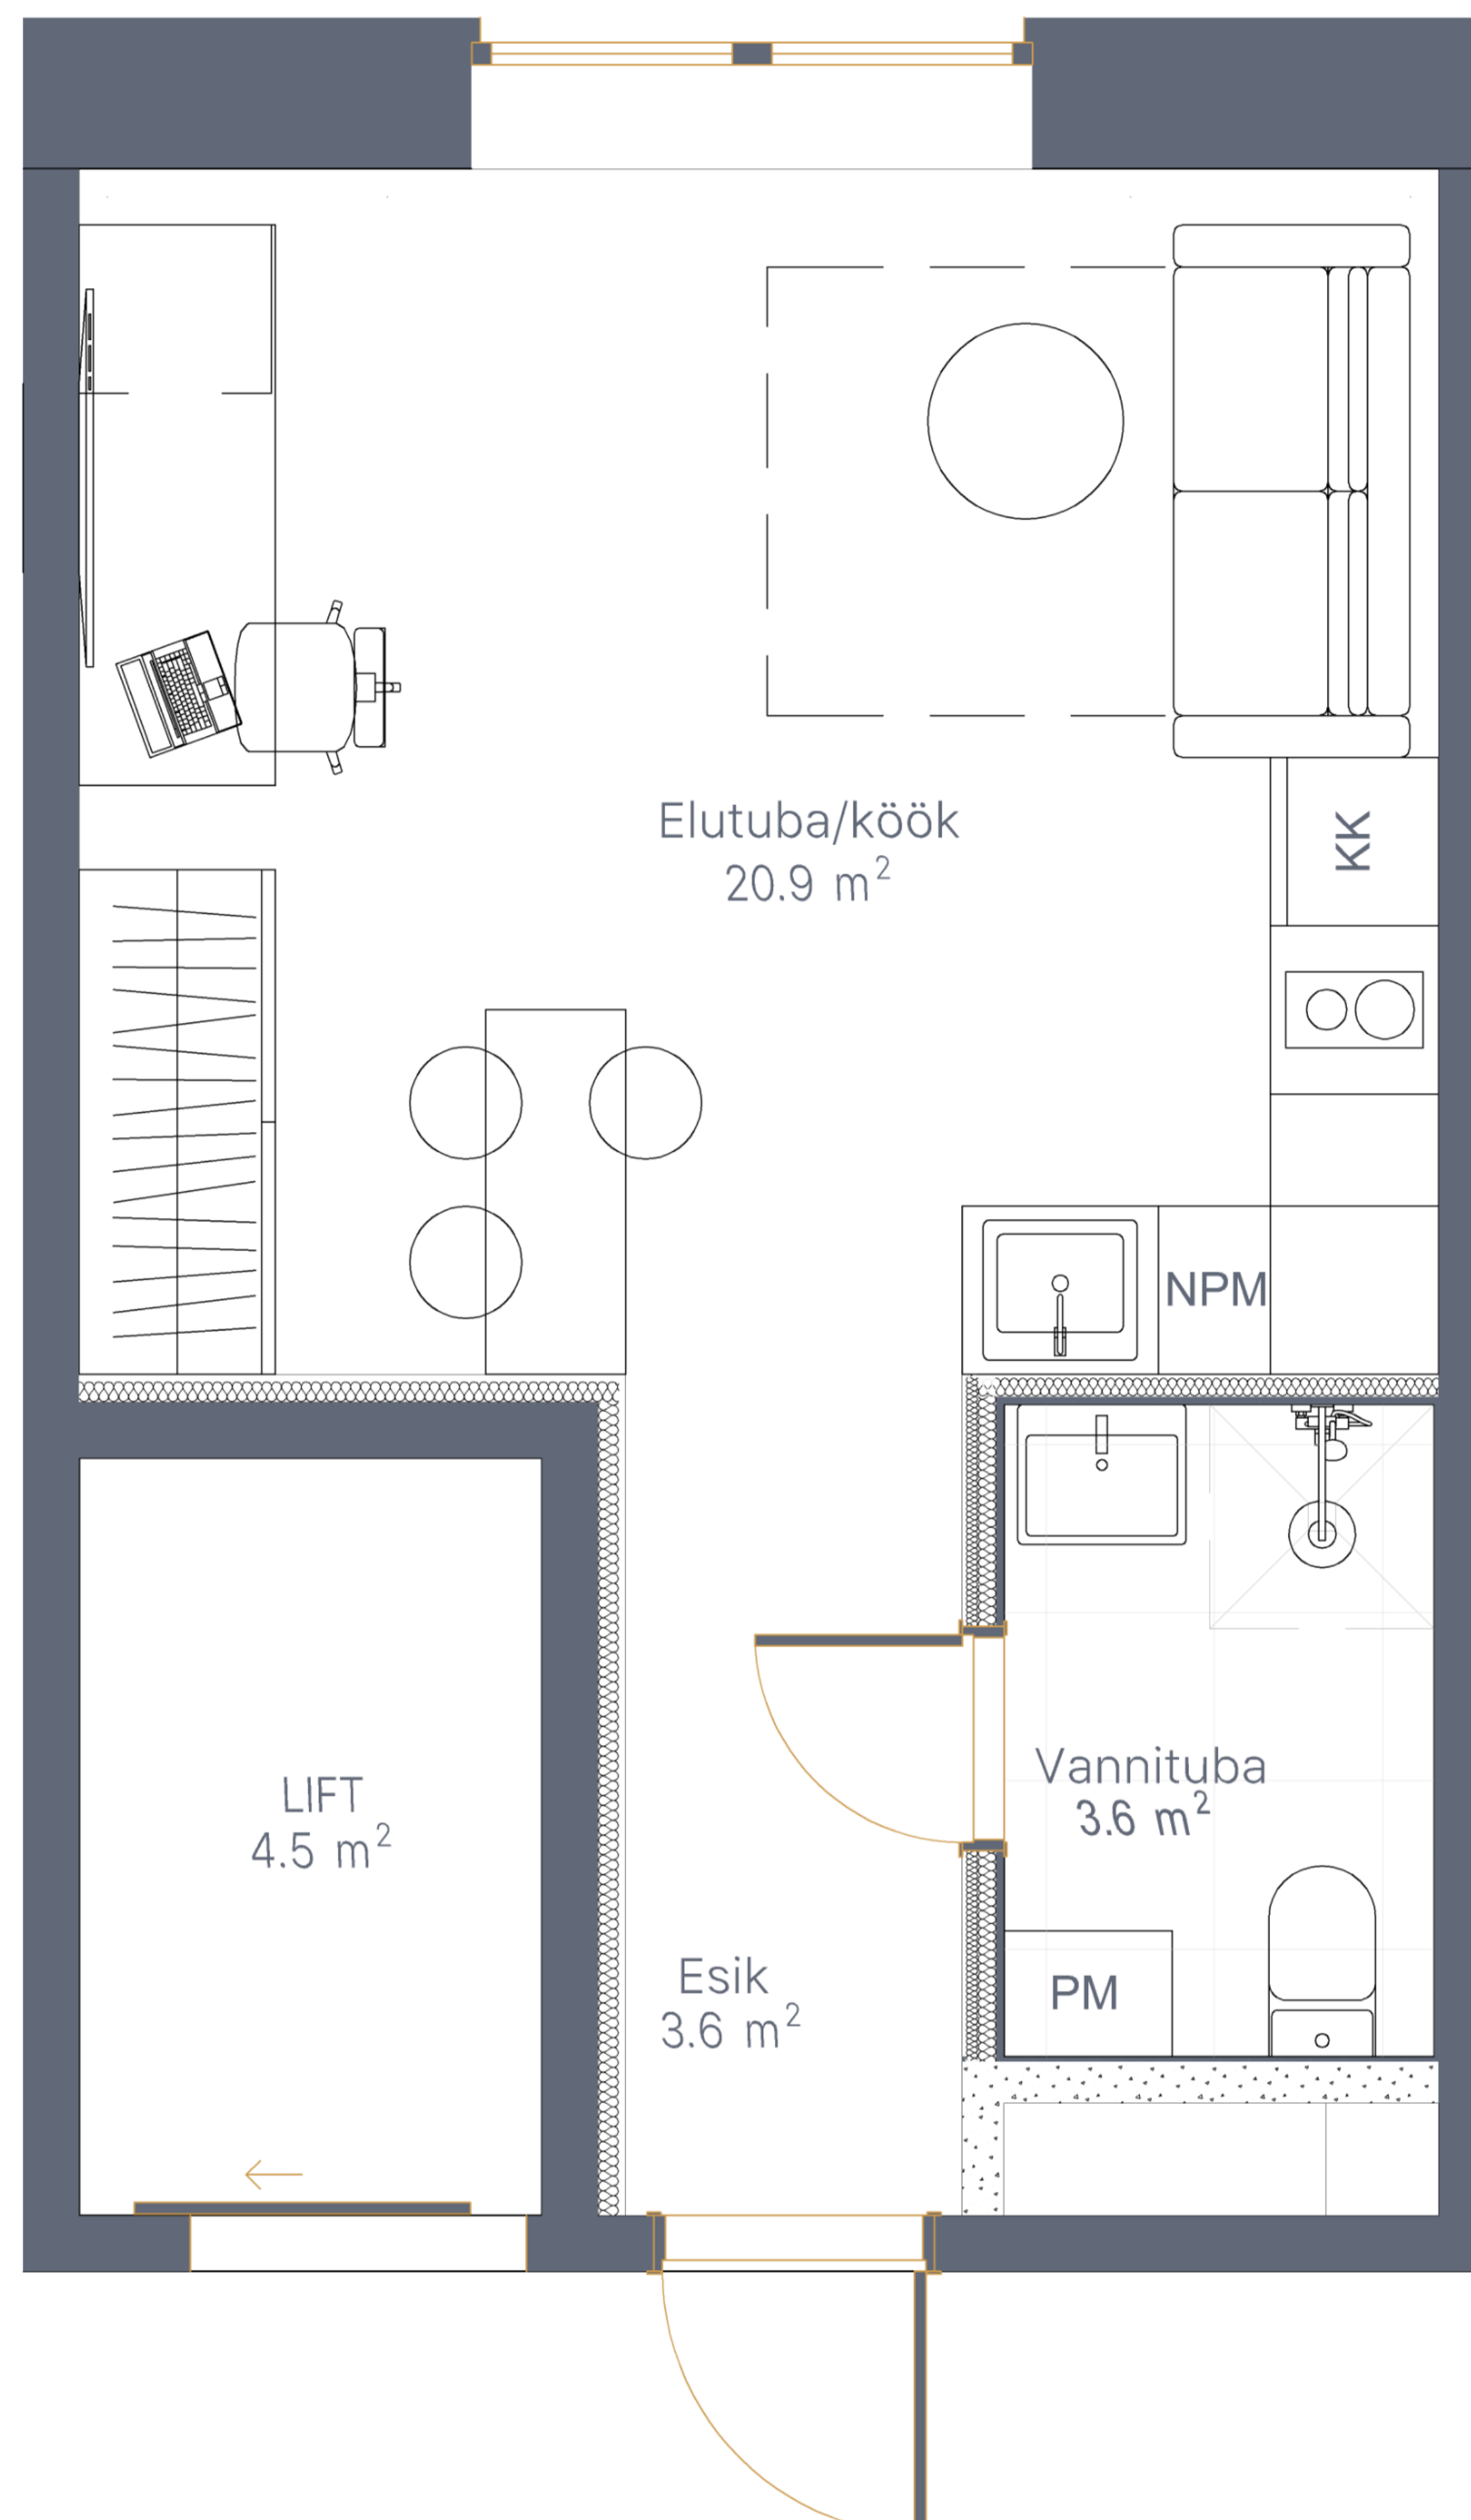 Elutuba/köök
20.9 m²
KK
NPM
Vannituba
3.6 m²
LIFT
4.5 m²
Esik
3.6 m²
PM